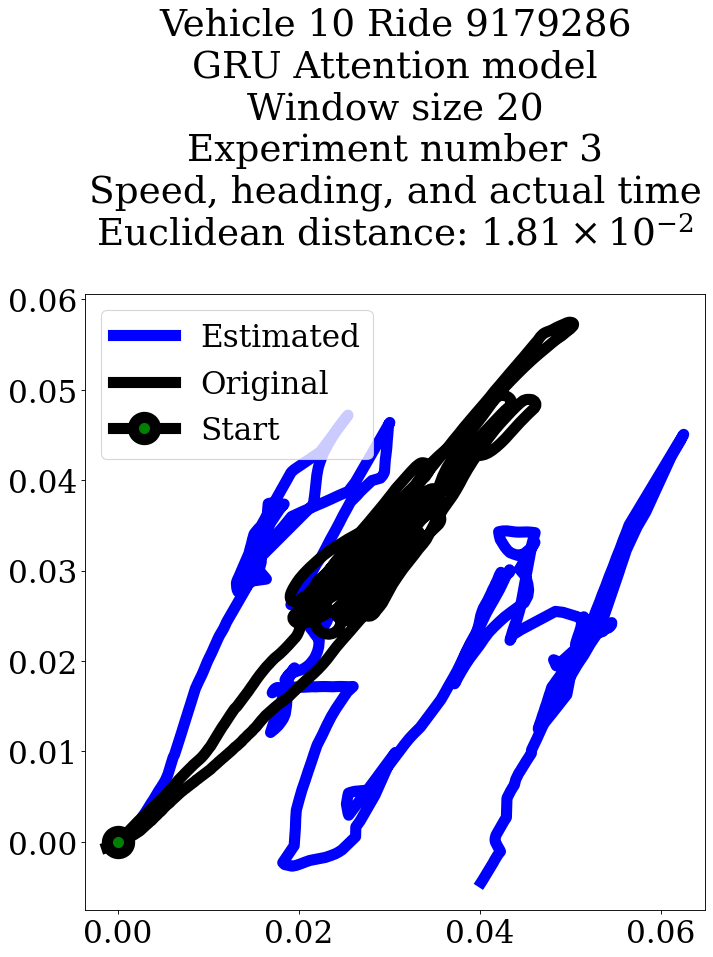 Vehicle 10 Ride 9179286
GRU Attention model
Window size 20
Experiment number 3
Speed, heading, and actual time
Euclidean distance: 1.81 × 10⁻²
0.06
Estimated
Original
0.05
Start
0.04
0.03
0.02
0.01
0.00
0.00 0.02 0.04 0.06